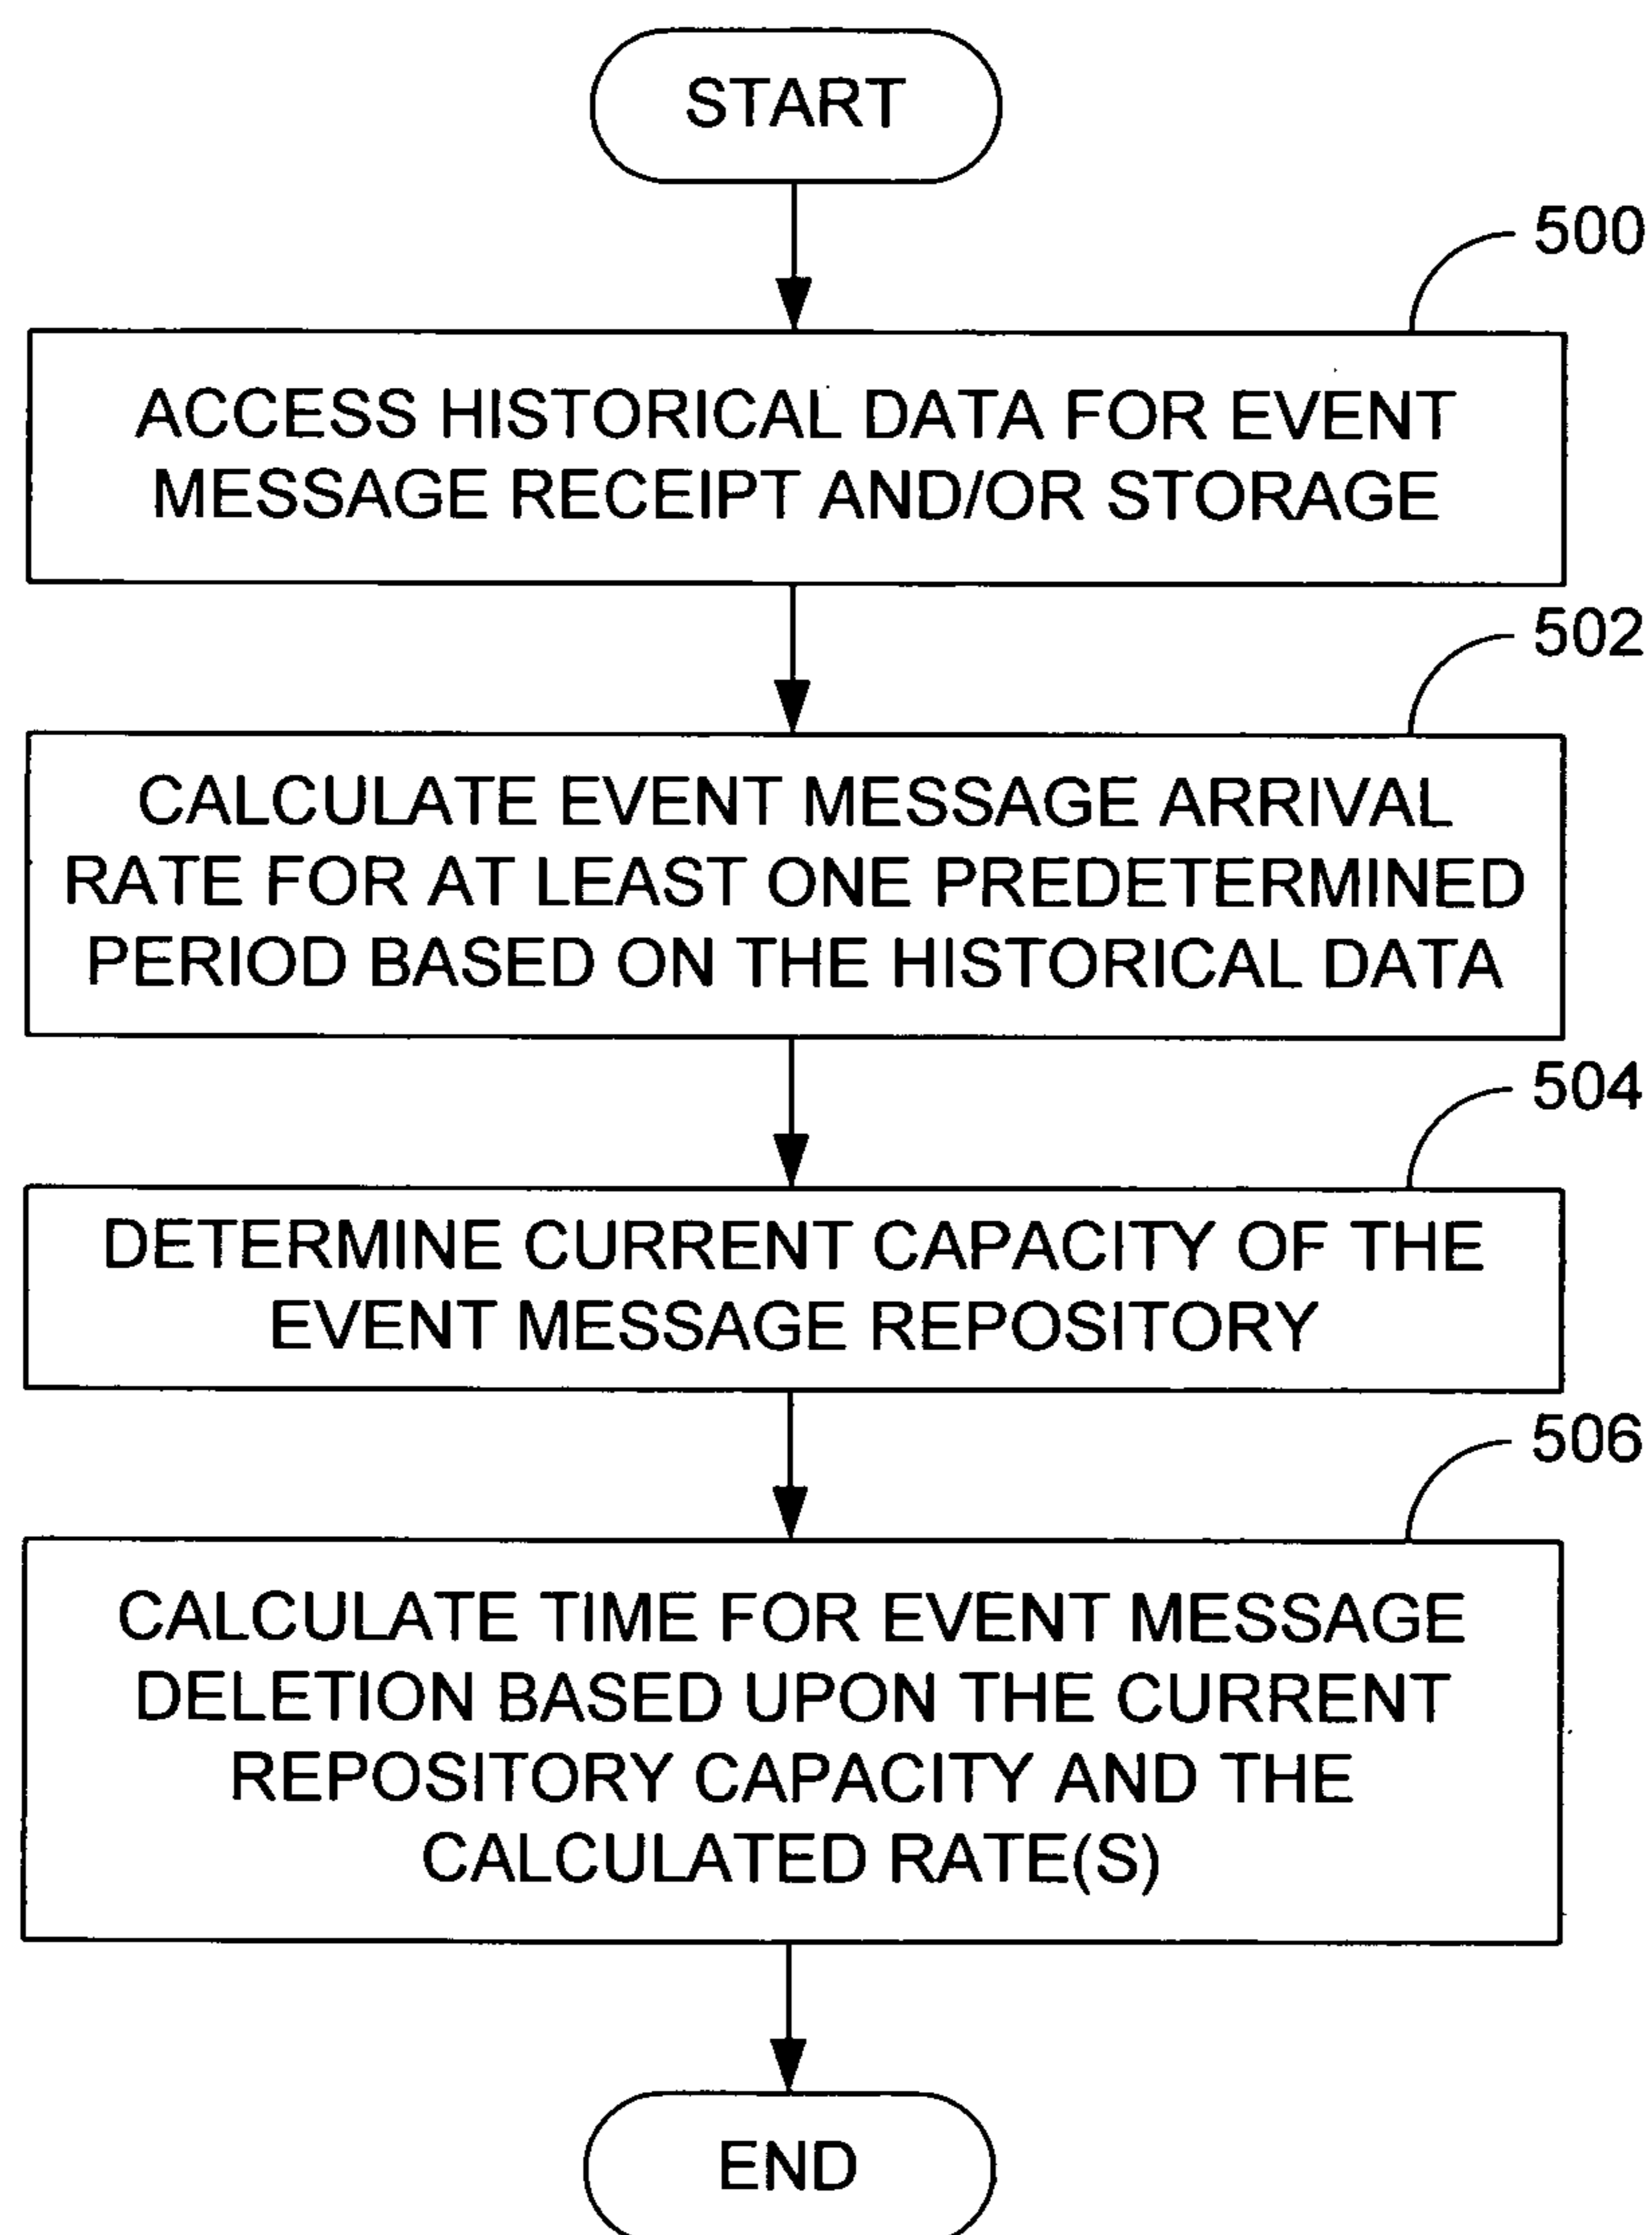 START
500
ACCESS HISTORICAL DATA FOR EVENT
MESSAGE RECEIPT AND/OR STORAGE
502
CALCULATE EVENT MESSAGE ARRIVAL
RATE FOR AT LEAST ONE PREDETERMINED
PERIOD BASED ON THE HISTORICAL DATA
504
DETERMINE CURRENT CAPACITY OF THE
EVENT MESSAGE REPOSITORY
506
CALCULATE TIME FOR EVENT MESSAGE
DELETION BASED UPON THE CURRENT
REPOSITORY CAPACITY AND THE
CALCULATED RATE(S)
END